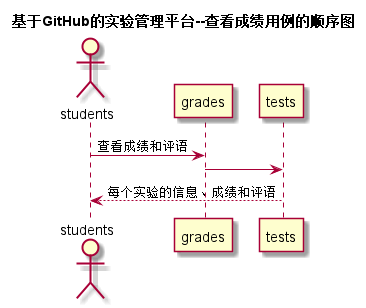 基于GitHub的实验管理平台--查看成绩用例的顺序图
students
grades
tests
查看成绩和评语
每个实验的信息、成绩和评语
students
grades
tests